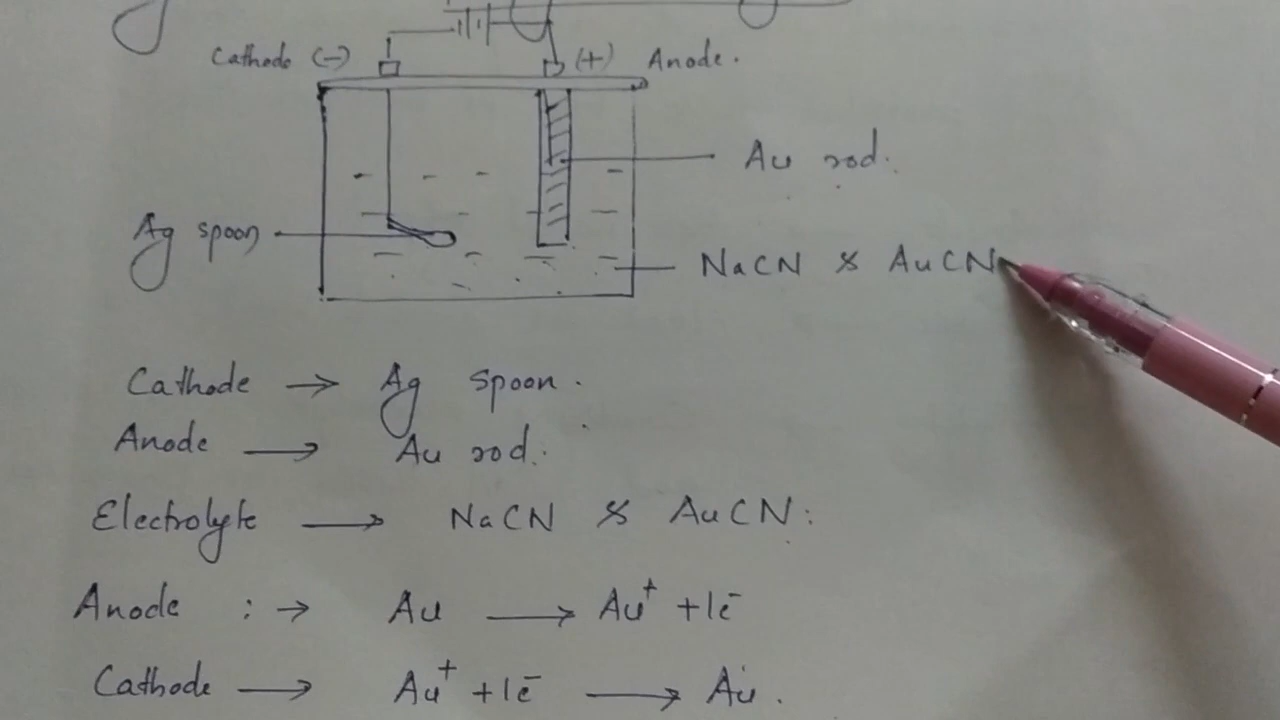 Cathode (-) (+) Anode.
Au rod.
Ag spoon
NaCN & AuCN
Cathode → Ag spoon.
Anode → Au rod.
Electrolyte → NaCN & AuCN.
Anode : → Au → Au⁺ + 1e⁻
Cathode → Au⁺ + 1e⁻ → Au.